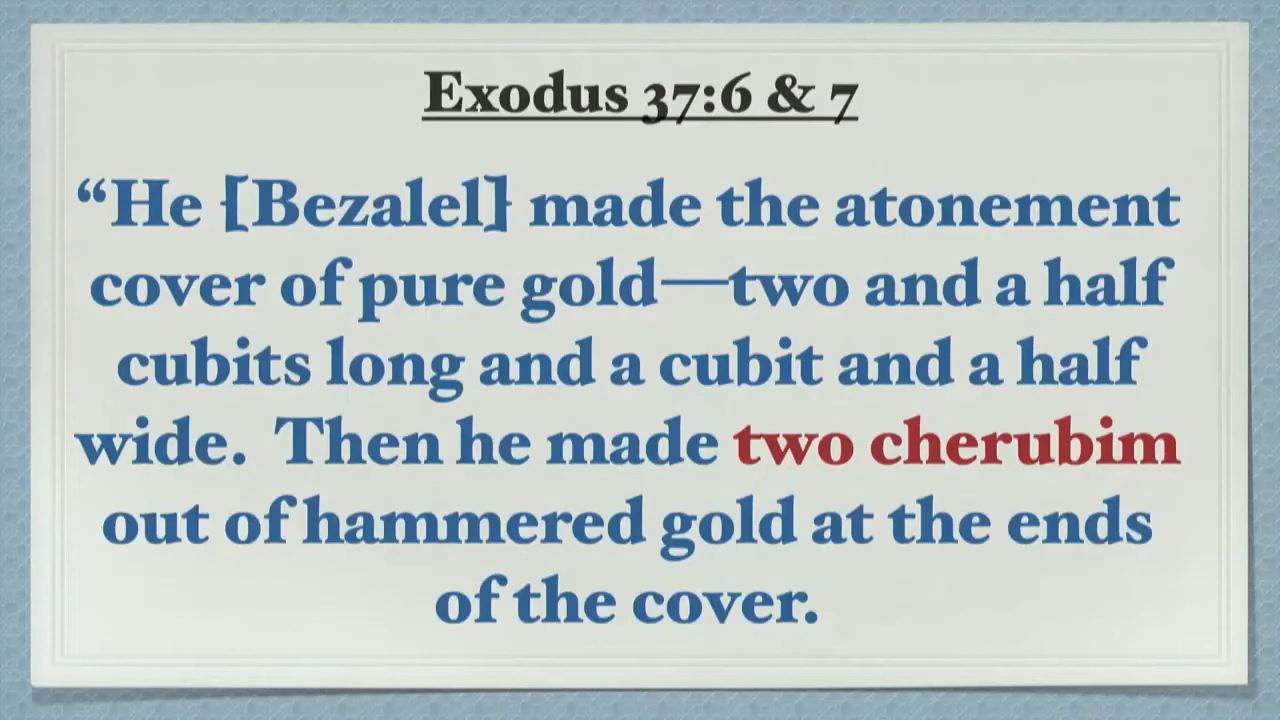 Exodus 37:6 & 7
“He [Bezalel] made the atonement
cover of pure gold—two and a half
cubits long and a cubit and a half
wide.  Then he made two cherubim
out of hammered gold at the ends
of the cover.